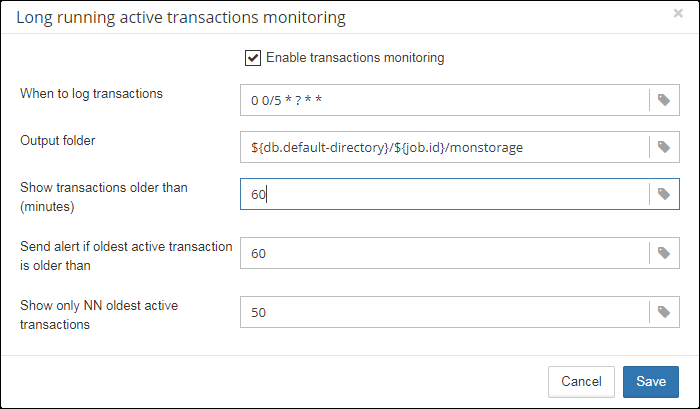 Long running active transactions monitoring
Enable transactions monitoring
When to log transactions
0 0/5 * ? * *
Output folder
${db.default-directory}/${job.id}/monstorage
Show transactions older than
(minutes)
60
Send alert if oldest active transaction
is older than
60
Show only NN oldest active
transactions
50
Cancel
Save